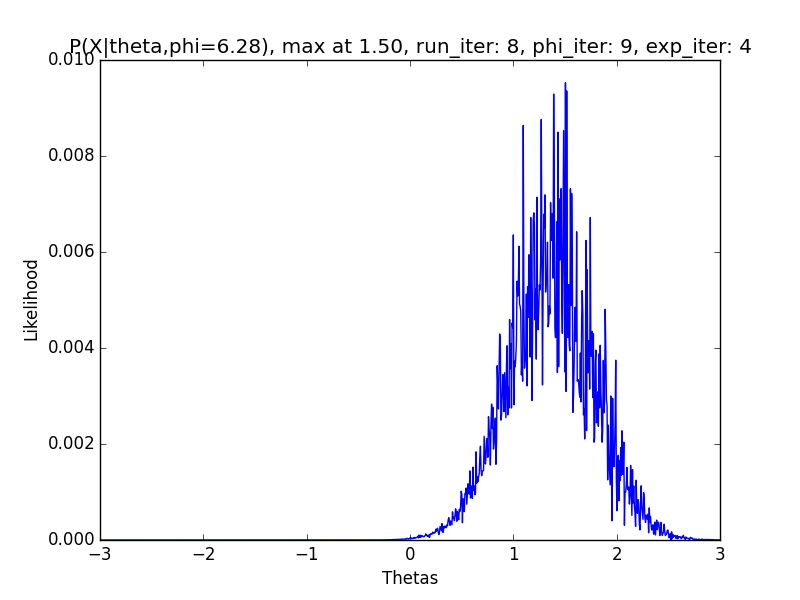 P(X|theta,phi=6.28), max at 1.50, run_iter: 8, phi_iter: 9, exp_iter: 4
0.010
0.008
0.006
0.004
0.002
0.000
Likelihood
−3 −2 −1 0 1 2 3
Thetas